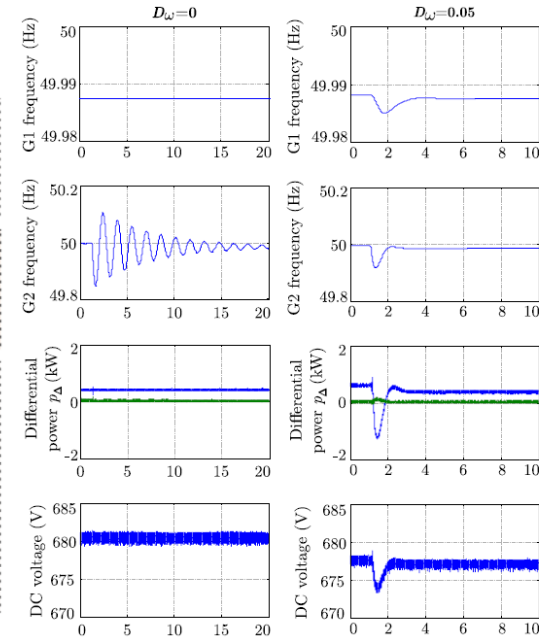 D_ω=0
D_ω=0.05
G1 frequency (Hz)
50
49.99
49.98
0 5 10 15 20
G1 frequency (Hz)
50
49.99
49.98
0 2 4 6 8 10
G2 frequency (Hz)
50.2
50
49.8
0 5 10 15 20
G2 frequency (Hz)
50.2
50
49.8
0 2 4 6 8 10
Differential
power p_Δ (kW)
2
0
-2
0 5 10 15 20
Differential
power p_Δ (kW)
2
0
-2
0 2 4 6 8 10
DC voltage (V)
685
680
675
670
0 5 10 15 20
DC voltage (V)
685
680
675
670
0 2 4 6 8 10